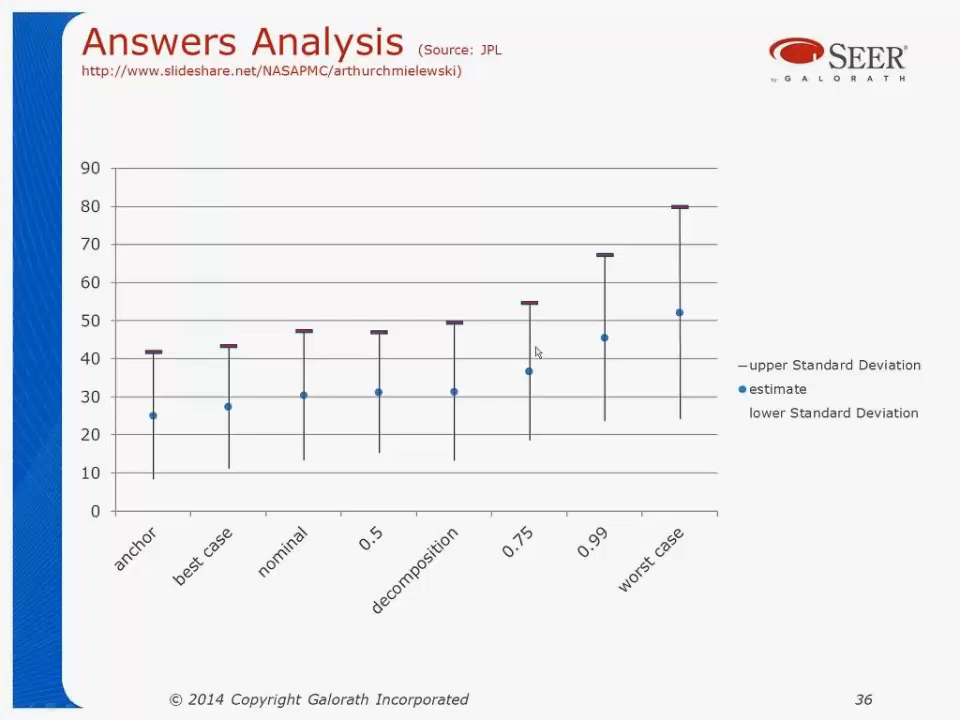 Answers Analysis (Source: JPL
http://www.slideshare.net/NASAPMC/arthurchmielewski)
SEER®
by GALORATH
90
80
70
60
50
40
30
20
10
0
anchor
best case
nominal
0.5
decomposition
0.75
0.99
worst case
upper Standard Deviation
estimate
lower Standard Deviation
© 2014 Copyright Galorath Incorporated
36